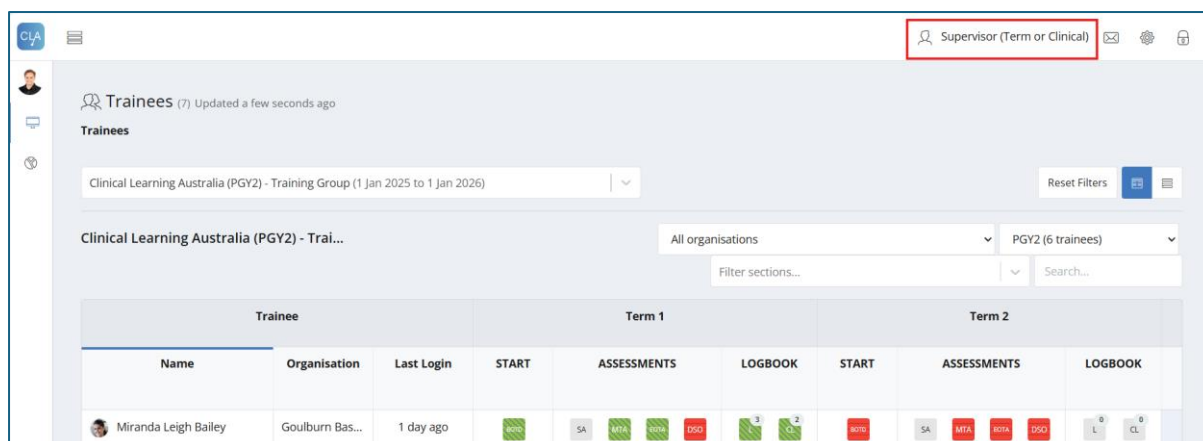 CLA
Supervisor (Term or Clinical)
Trainees (7) Updated a few seconds ago
Trainees
Clinical Learning Australia (PGY2) - Training Group (1 Jan 2025 to 1 Jan 2026)
Reset Filters
Clinical Learning Australia (PGY2) - Trai...
All organisations
PGY2 (6 trainees)
Filter sections...
Search...
Trainee Term 1 Term 2
Name Organisation Last Login START ASSESSMENTS LOGBOOK START ASSESSMENTS LOGBOOK
Miranda Leigh Bailey Goulburn Bas... 1 day ago BOTD SA MTA EOTA DSO L 3 CL 2 BOTD SA MTA EOTA DSO L 0 CL 0